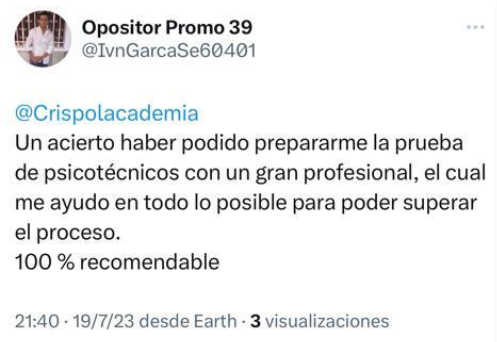 Opositor Promo 39
@IvnGarcaSe60401
@Crispolacademia
Un acierto haber podido prepararme la prueba
de psicotécnicos con un gran profesional, el cual
me ayudo en todo lo posible para poder superar
el proceso.
100 % recomendable
21:40 · 19/7/23 desde Earth · 3 visualizaciones